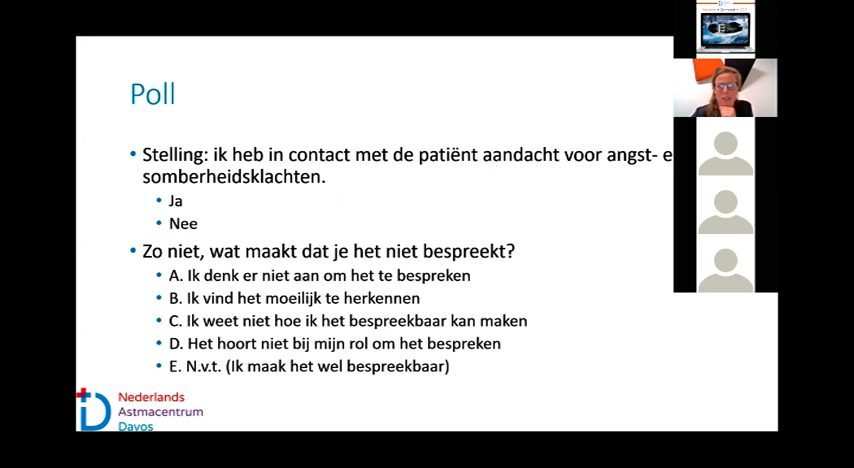 Poll
• Stelling: ik heb in contact met de patiënt aandacht voor angst- e
somberheidsklachten.
• Ja
• Nee
• Zo niet, wat maakt dat je het niet bespreekt?
• A. Ik denk er niet aan om het te bespreken
• B. Ik vind het moeilijk te herkennen
• C. Ik weet niet hoe ik het bespreekbaar kan maken
• D. Het hoort niet bij mijn rol om het bespreken
• E. N.v.t. (Ik maak het wel bespreekbaar)
Nederlands
Astmacentrum
Davos